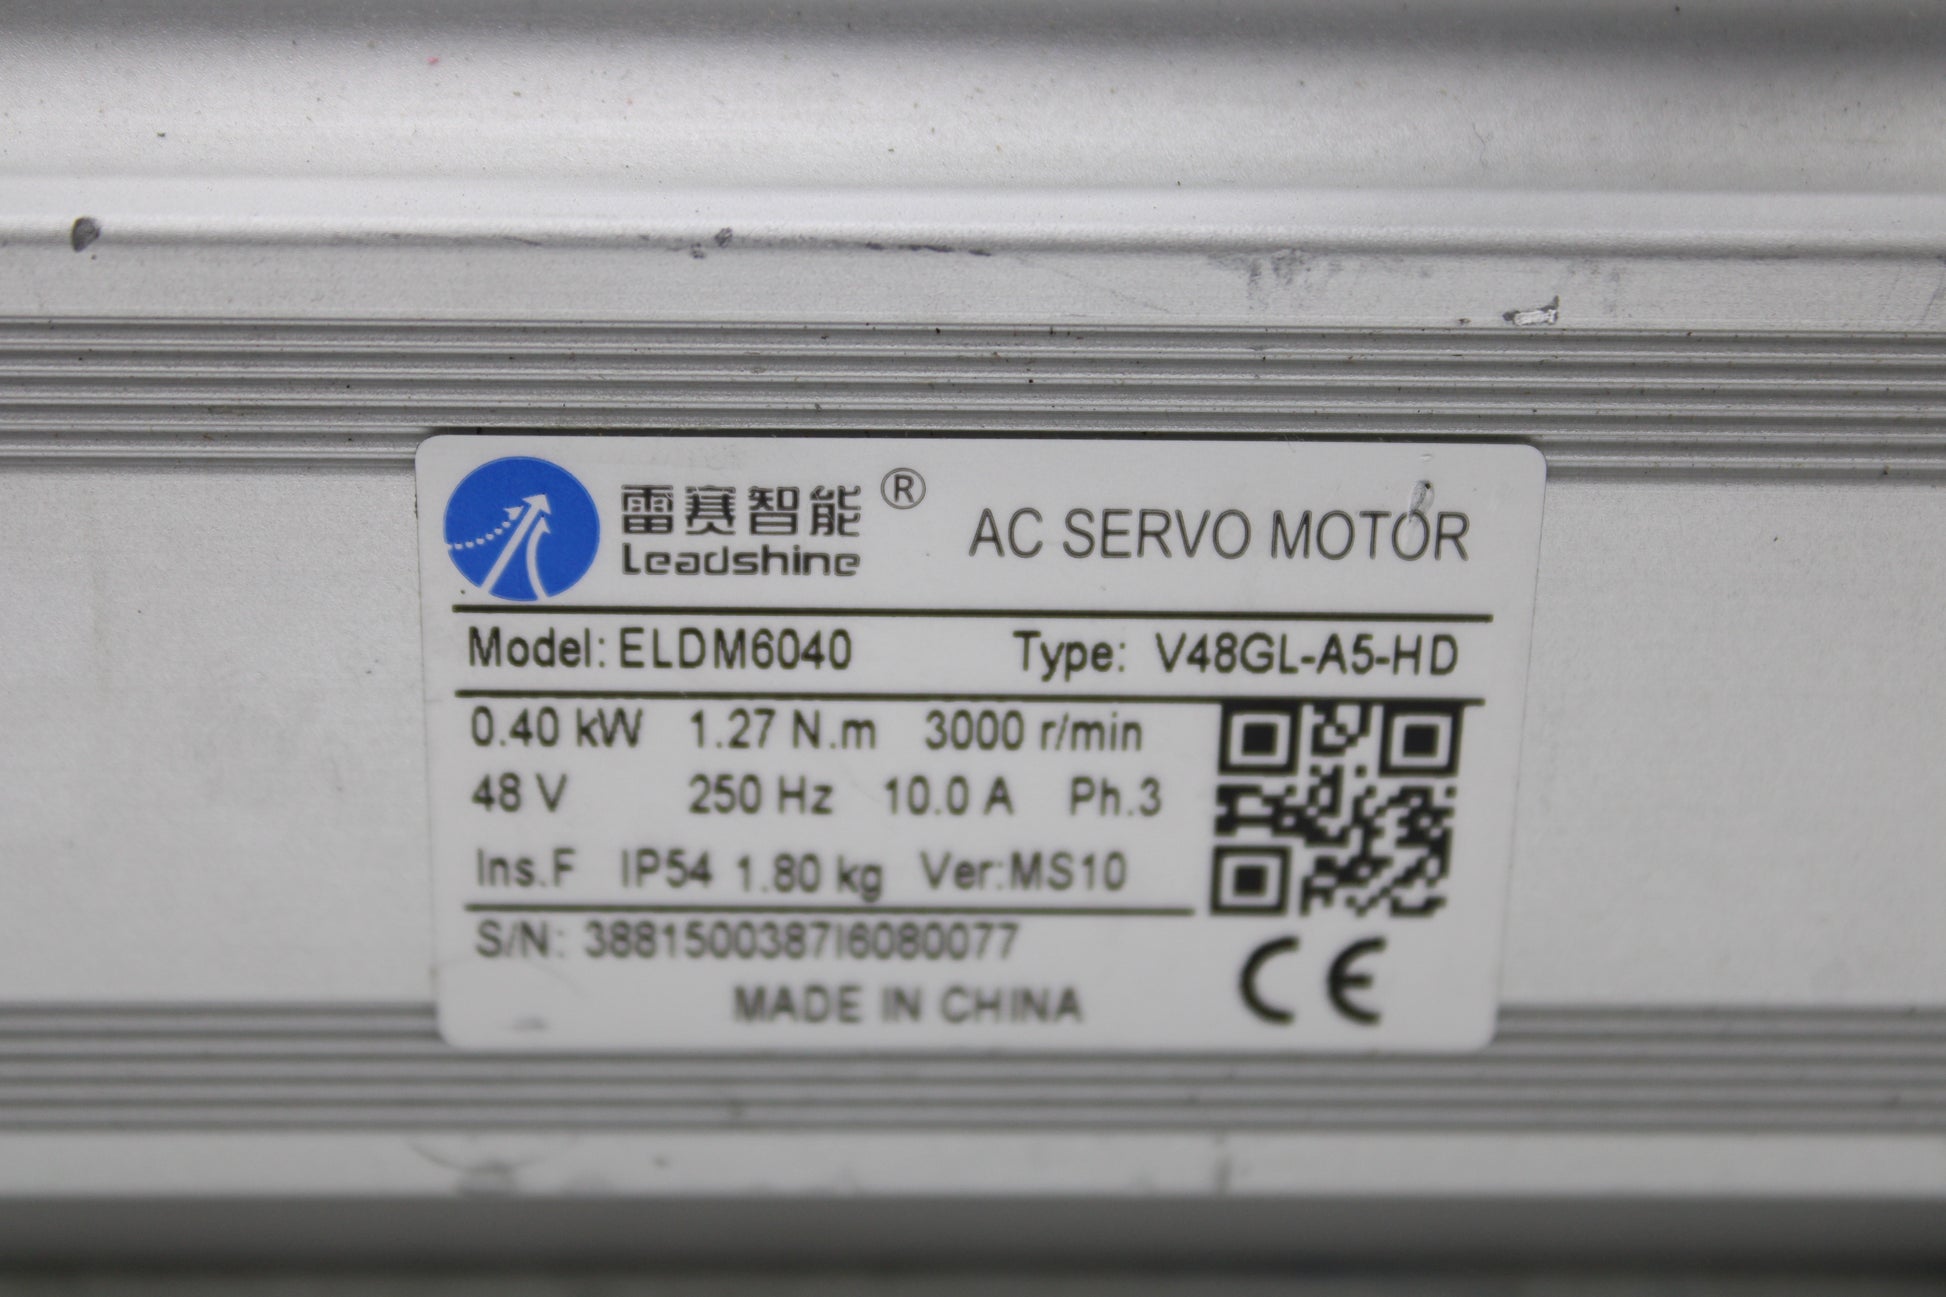 雷赛智能® AC SERVO MOTOR
Leadshine
Model: ELDM6040 Type: V48GL-A5-HD
0.40 kW 1.27 N.m 3000 r/min
48 V 250 Hz 10.0 A Ph.3
Ins.F IP54 1.80 kg Ver:MS10
S/N: 3881500387I6080077
MADE IN CHINA
CE